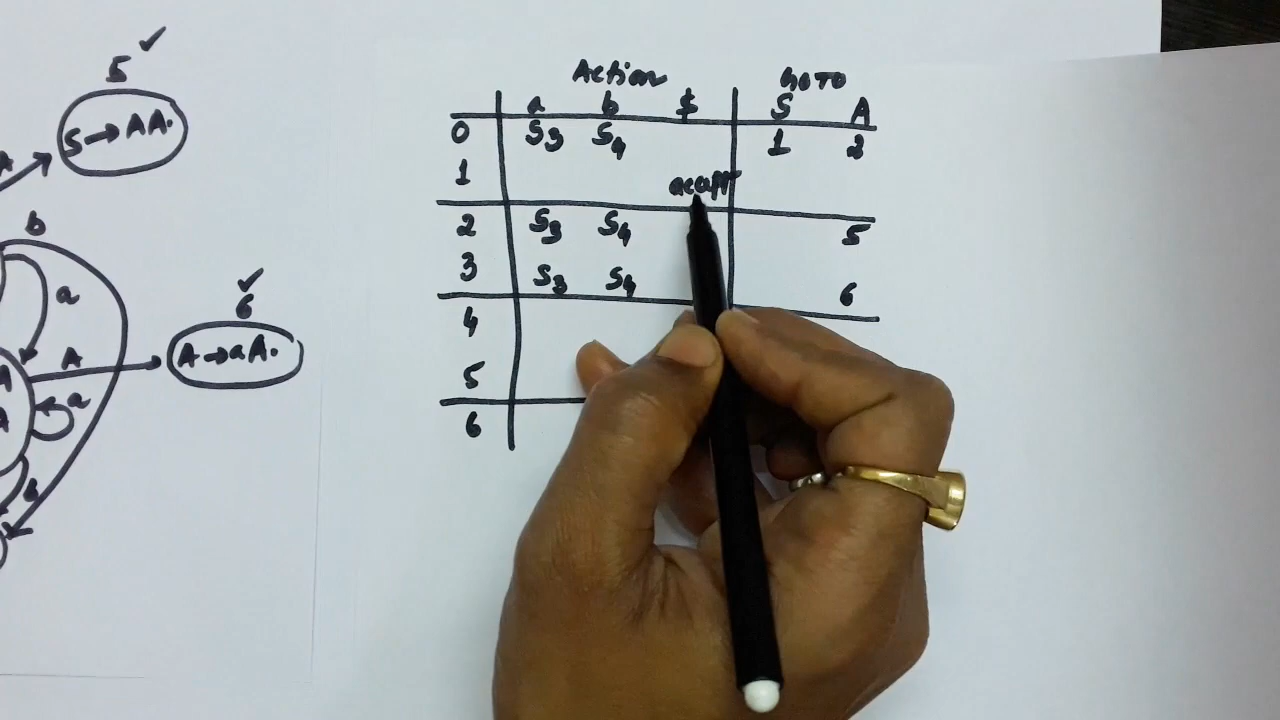 5
S → AA.
A
b
a
6
A → aA.
A
a
A
A
b
Action GOTO
a b $ S A
0 S3 S4 1 2
1 accept
2 S3 S4 5
3 S3 S4 6
4
5
6